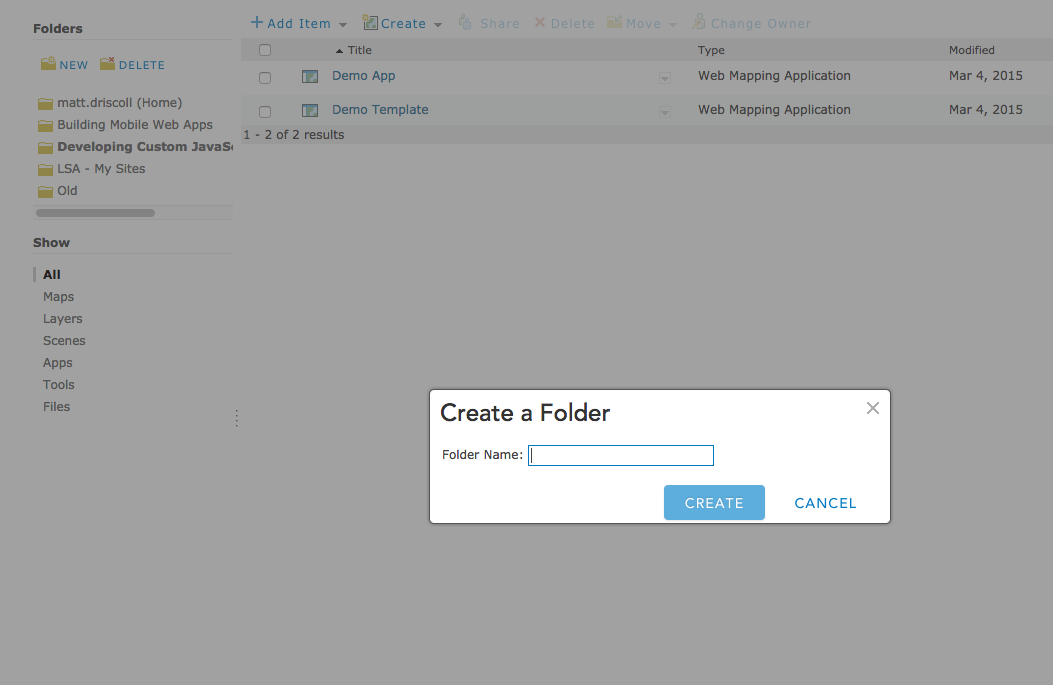 Folders
NEW DELETE
matt.driscoll (Home)
Building Mobile Web Apps
Developing Custom JavaSc
LSA - My Sites
Old
Show
All
Maps
Layers
Scenes
Apps
Tools
Files
Add Item Create Share Delete Move Change Owner
Title Type Modified
Demo App Web Mapping Application Mar 4, 2015
Demo Template Web Mapping Application Mar 4, 2015
1 - 2 of 2 results
Create a Folder
Folder Name:
CREATE CANCEL